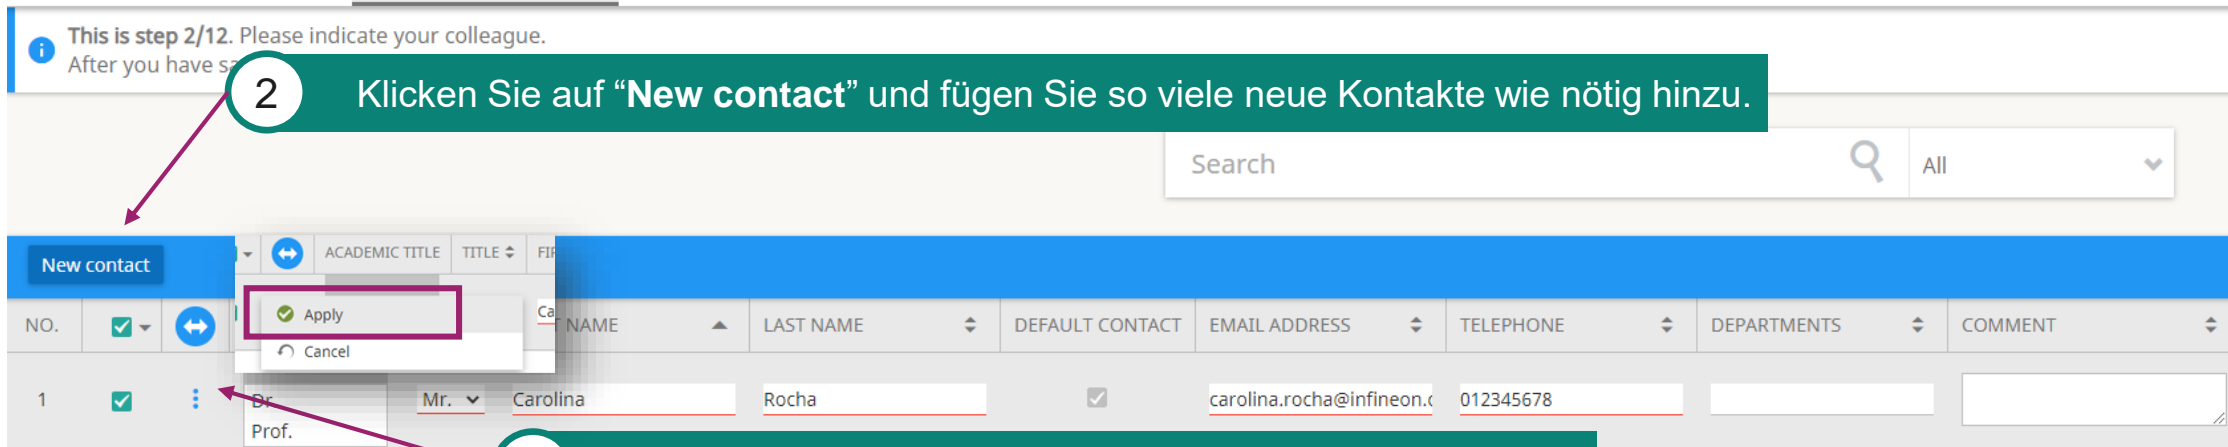 This is step 2/12. Please indicate your colleague.
After you have
2 Klicken Sie auf “New contact” und fügen Sie so viele neue Kontakte wie nötig hinzu.
Search
All
New contact
ACADEMIC TITLE TITLE
Apply
Cancel
NO. NAME LAST NAME DEFAULT CONTACT EMAIL ADDRESS TELEPHONE DEPARTMENTS COMMENT
1 Dr. Mr. Carolina Rocha carolina.rocha@infineon.c 012345678
Prof.